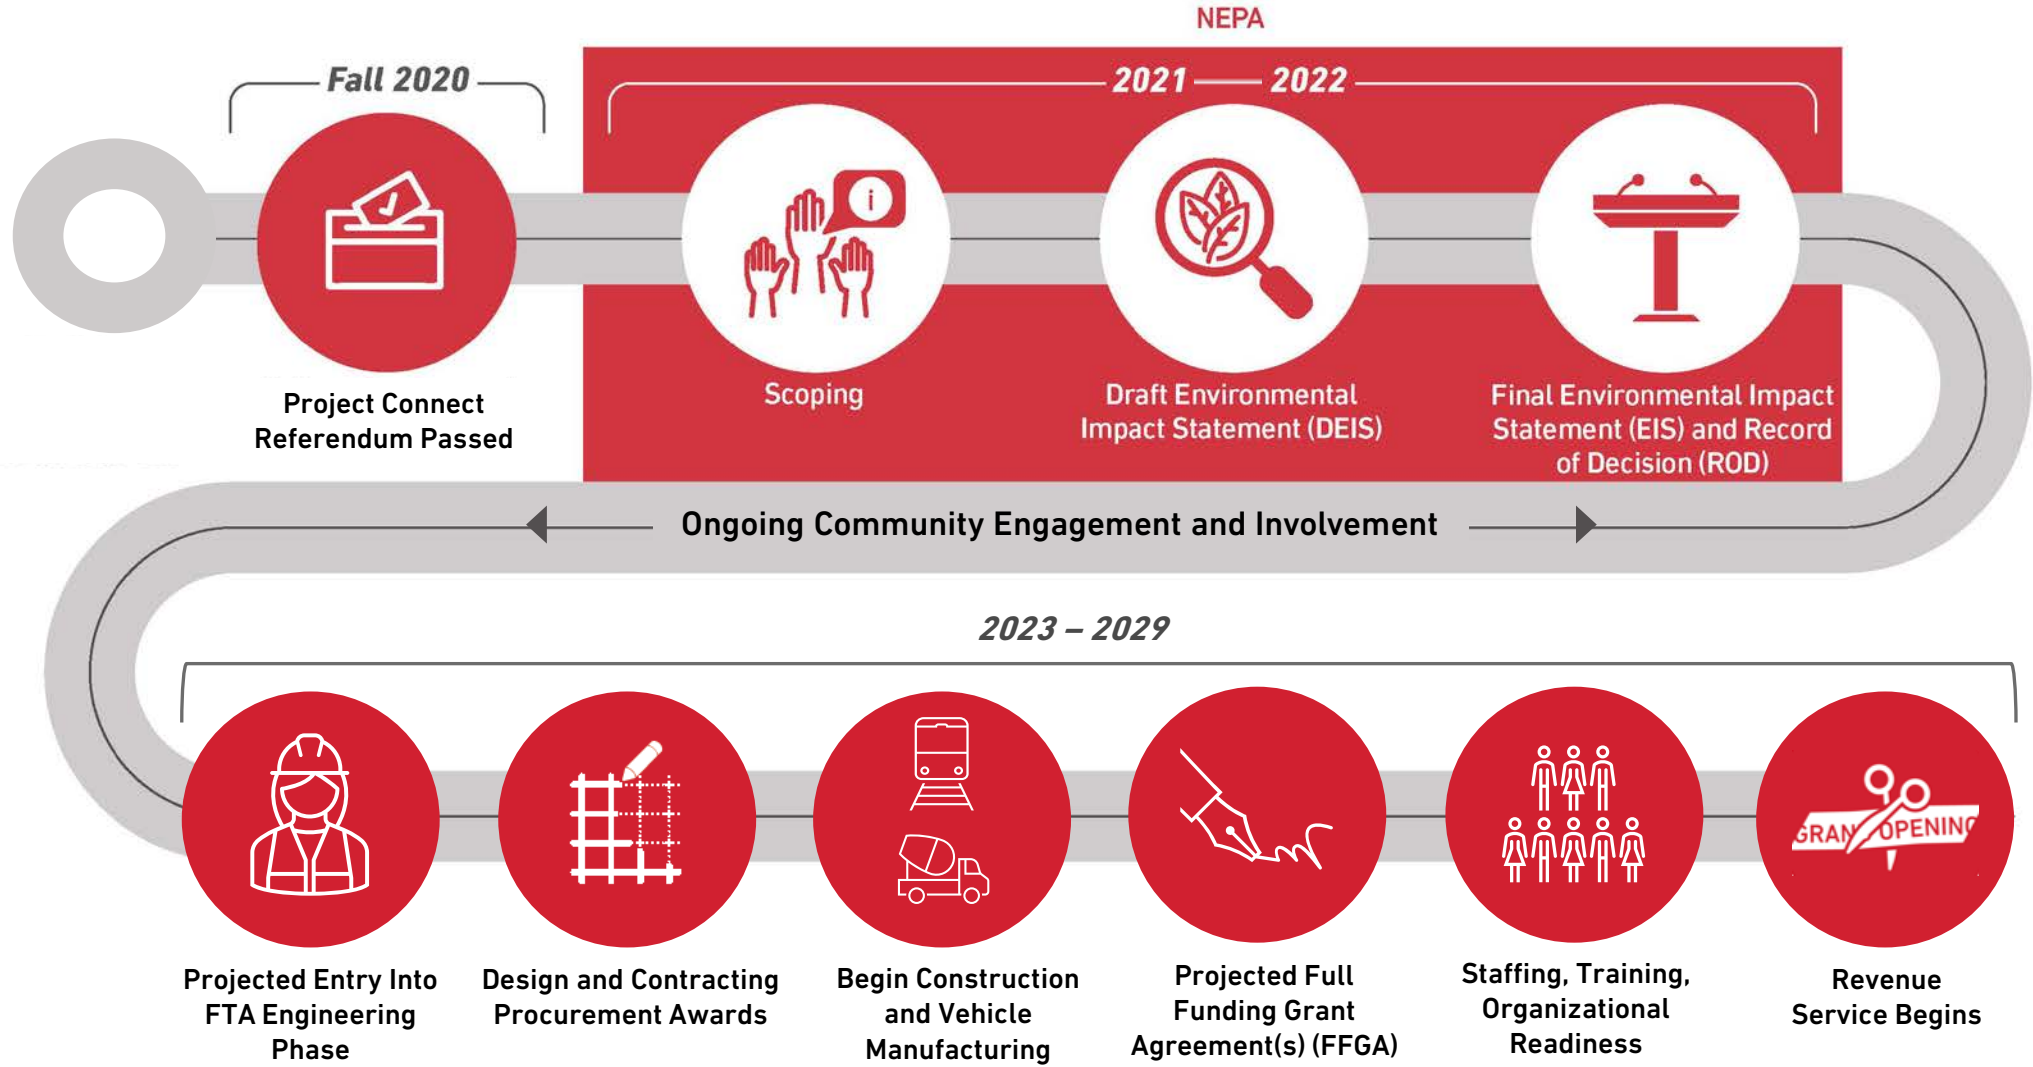 NEPA
Fall 2020
2021 — 2022
Project Connect
Referendum Passed
Scoping
i
Draft Environmental
Impact Statement (DEIS)
Final Environmental Impact
Statement (EIS) and Record
of Decision (ROD)
Ongoing Community Engagement and Involvement
2023 – 2029
Projected Entry Into
FTA Engineering
Phase
Design and Contracting
Procurement Awards
Begin Construction
and Vehicle
Manufacturing
Projected Full
Funding Grant
Agreement(s) (FFGA)
Staffing, Training,
Organizational
Readiness
GRAN OPENING
Revenue
Service Begins